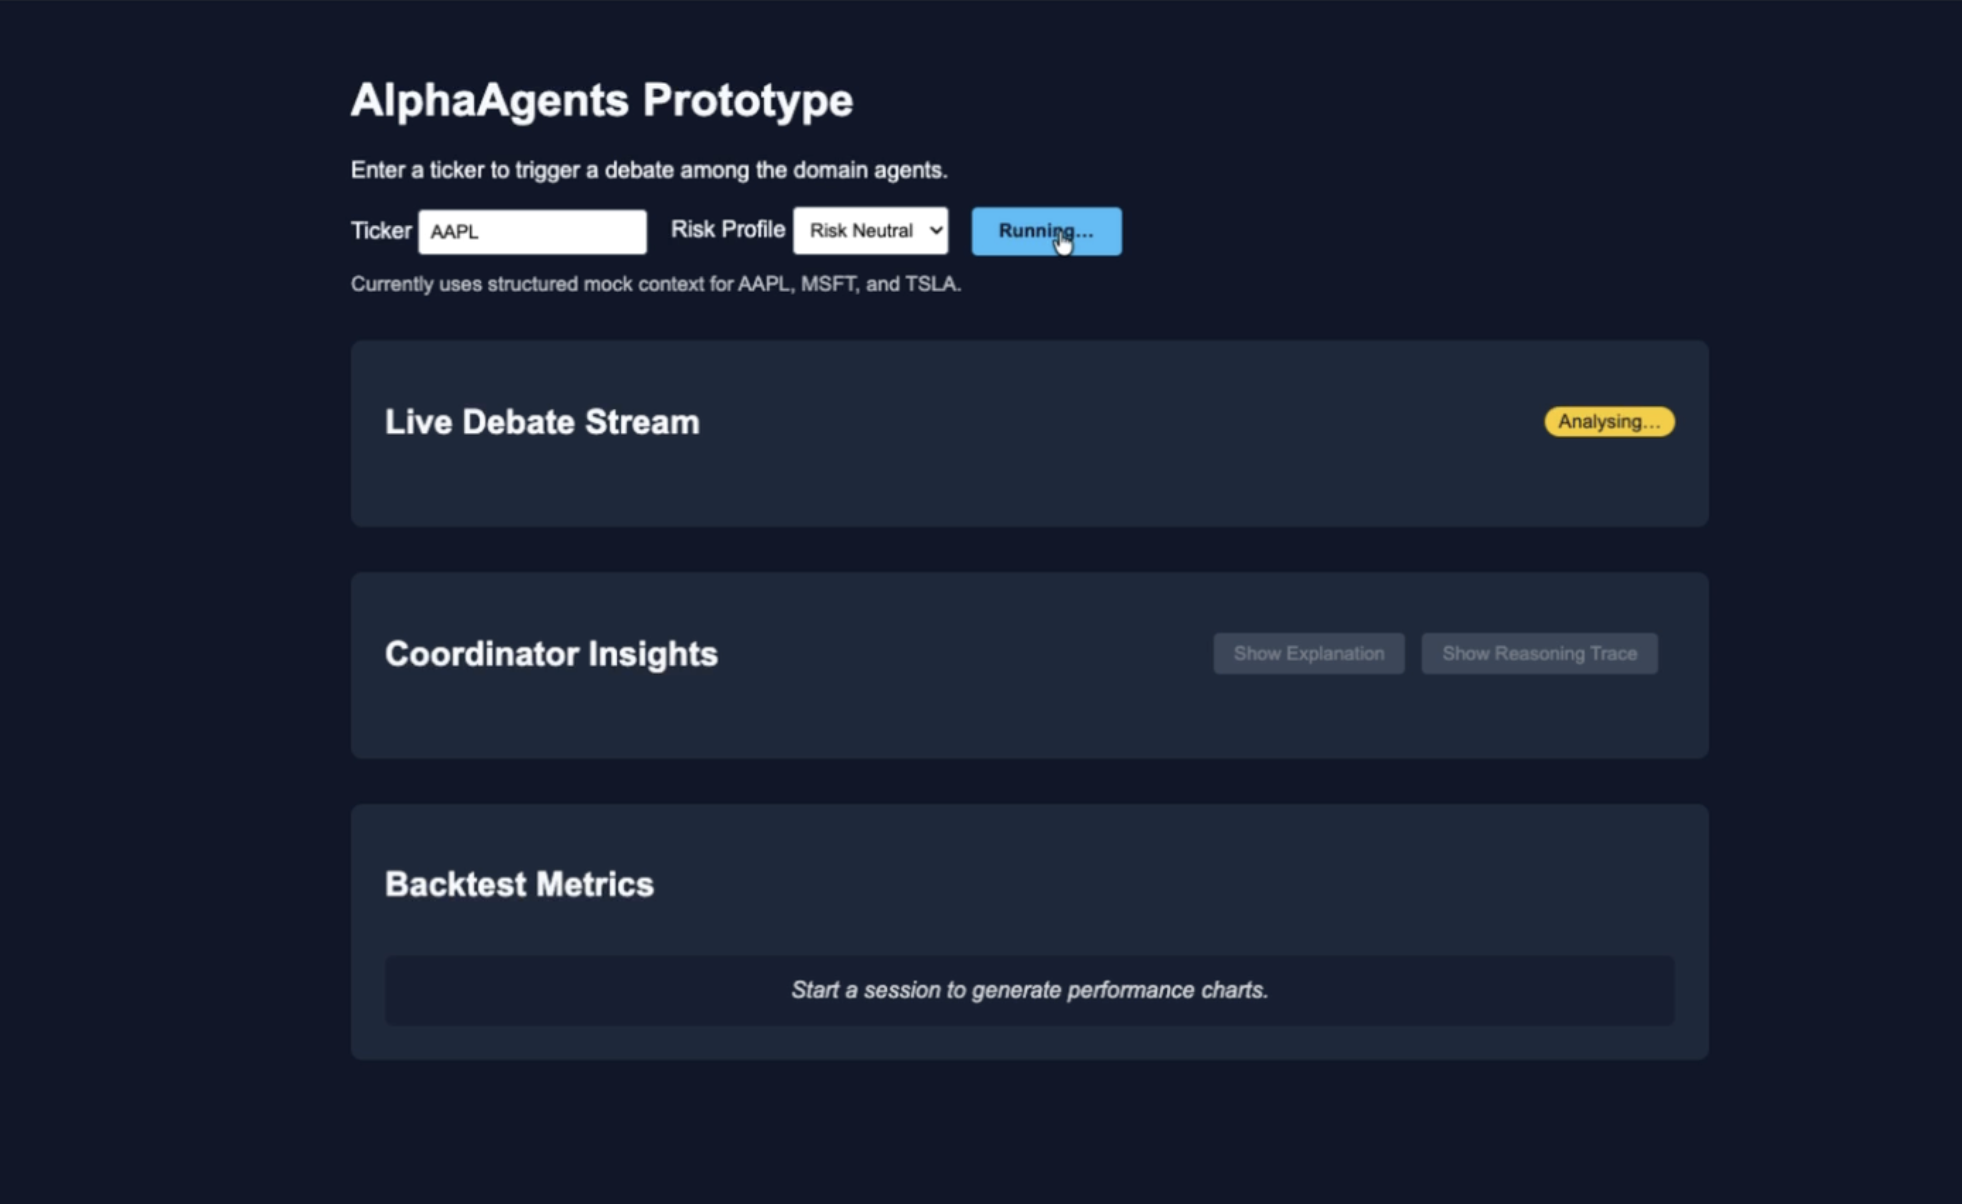 AlphaAgents Prototype
Enter a ticker to trigger a debate among the domain agents.
Ticker AAPL Risk Profile Risk Neutral Running...
Currently uses structured mock context for AAPL, MSFT, and TSLA.
Live Debate Stream Analysing...
Coordinator Insights Show Explanation Show Reasoning Trace
Backtest Metrics
Start a session to generate performance charts.